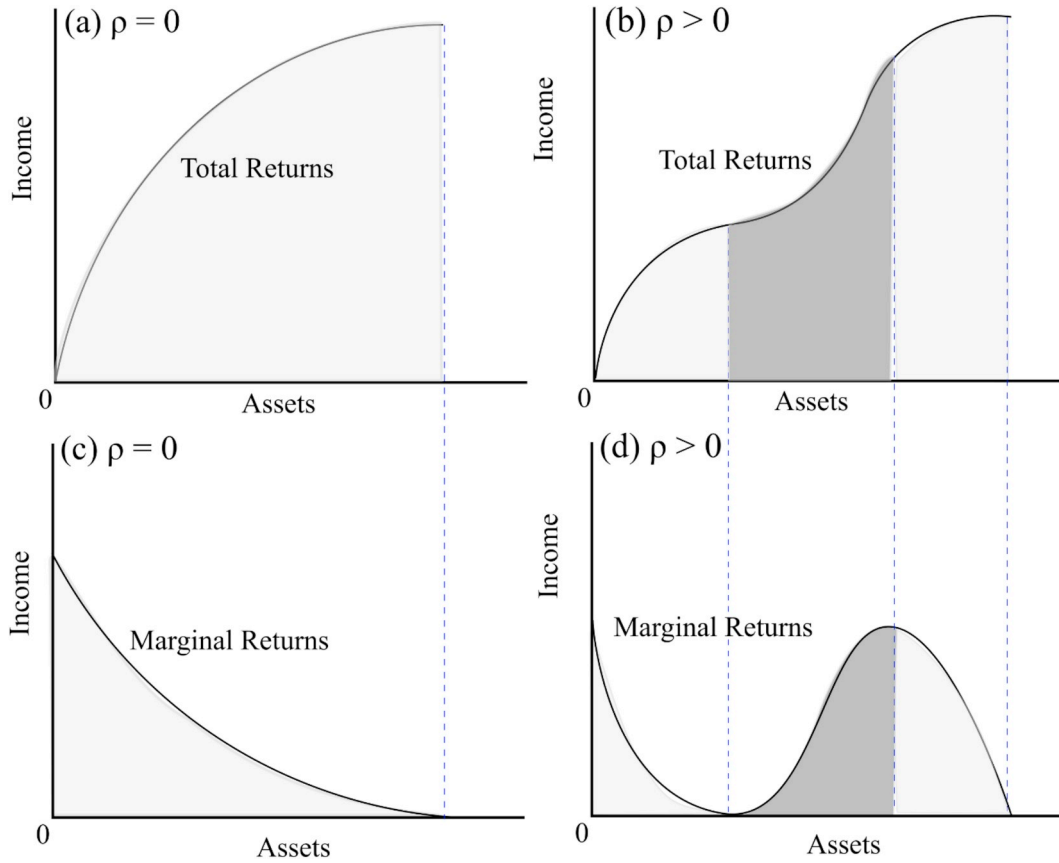 (a) ρ = 0
Income
Total Returns
0
Assets
(b) ρ > 0
Income
Total Returns
0
Assets
(c) ρ = 0
Income
Marginal Returns
0
Assets
(d) ρ > 0
Income
Marginal Returns
0
Assets